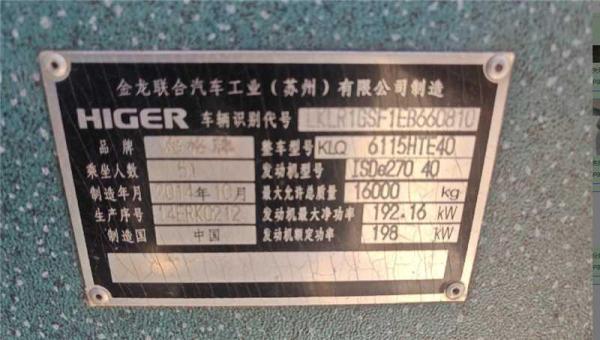 金龙联合汽车工业（苏州）有限公司制造
HIGER 车辆识别代号 LKLR1GSF1EB660810
品牌 海格牌 整车型号 KLQ 6115HTE40
乘坐人数 51 发动机型号 ISDe270 40
制造年月 2014年10月 最大允许总质量 16000 kg
生产序号 14ERK0212 发动机最大净功率 192.16 kW
制造国 中国 发动机额定功率 198 kW